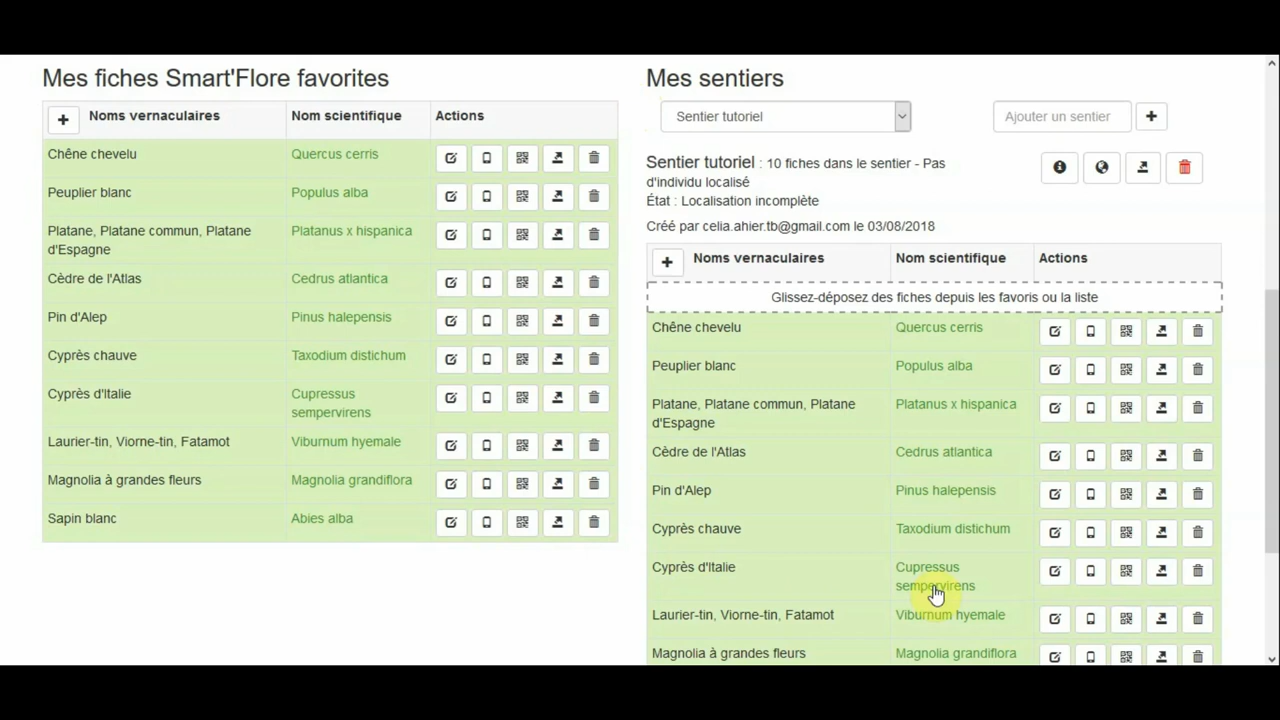 Mes fiches Smart'Flore favorites
Noms vernaculaires Nom scientifique Actions
Chêne chevelu Quercus cerris
Peuplier blanc Populus alba
Platane, Platane commun, Platane d'Espagne Platanus x hispanica
Cèdre de l'Atlas Cedrus atlantica
Pin d'Alep Pinus halepensis
Cyprès chauve Taxodium distichum
Cyprès d'Italie Cupressus sempervirens
Laurier-tin, Viorne-tin, Fatamot Viburnum hyemale
Magnolia à grandes fleurs Magnolia grandiflora
Sapin blanc Abies alba
Mes sentiers
Sentier tutoriel Ajouter un sentier
Sentier tutoriel : 10 fiches dans le sentier - Pas
d'individu localisé
État : Localisation incomplète
Créé par celia.ahier.tb@gmail.com le 03/08/2018
Noms vernaculaires Nom scientifique Actions
Glissez-déposez des fiches depuis les favoris ou la liste
Chêne chevelu Quercus cerris
Peuplier blanc Populus alba
Platane, Platane commun, Platane d'Espagne Platanus x hispanica
Cèdre de l'Atlas Cedrus atlantica
Pin d'Alep Pinus halepensis
Cyprès chauve Taxodium distichum
Cyprès d'Italie Cupressus sempervirens
Laurier-tin, Viorne-tin, Fatamot Viburnum hyemale
Magnolia à grandes fleurs Magnolia grandiflora